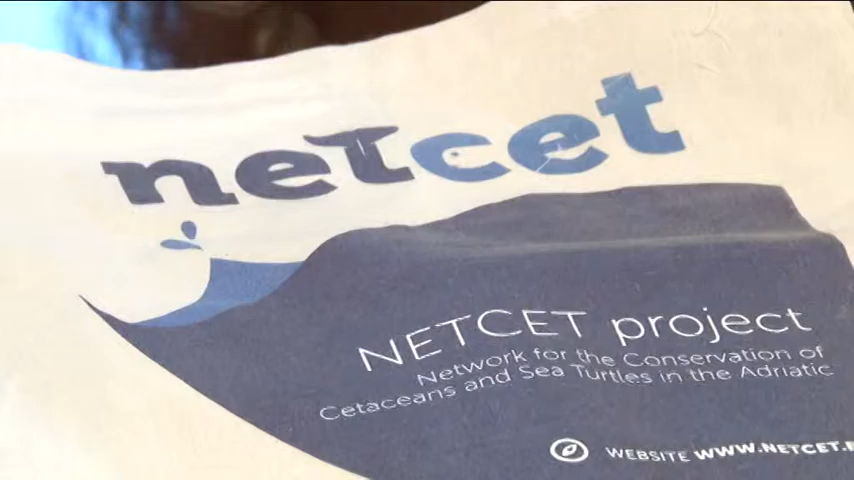 netcet
NETCET project
Network for the Conservation of
Cetaceans and Sea Turtles in the Adriatic
WEBSITE WWW.NETCET.